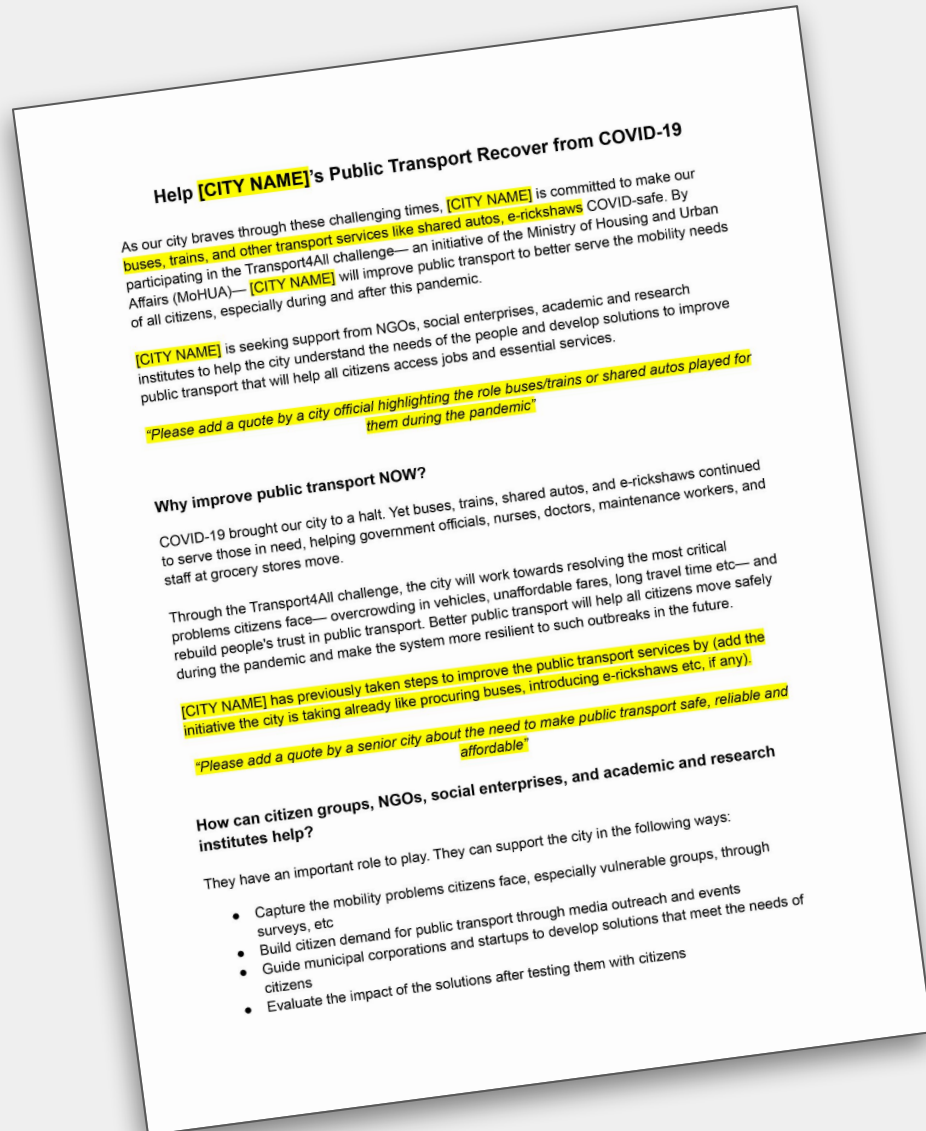 Help [CITY NAME]'s Public Transport Recover from COVID-19
As our city braves through these challenging times, [CITY NAME] is committed to make our
buses, trains, and other transport services like shared autos, e-rickshaws COVID-safe. By
participating in the Transport4All challenge— an initiative of the Ministry of Housing and Urban
Affairs (MoHUA)— [CITY NAME] will improve public transport to better serve the mobility needs
of all citizens, especially during and after this pandemic.
[CITY NAME] is seeking support from NGOs, social enterprises, academic and research
institutes to help the city understand the needs of the people and develop solutions to improve
public transport that will help all citizens access jobs and essential services.
“Please add a quote by a city official highlighting the role buses/trains or shared autos played for
them during the pandemic”
Why improve public transport NOW?
COVID-19 brought our city to a halt. Yet buses, trains, shared autos, and e-rickshaws continued
to serve those in need, helping government officials, nurses, doctors, maintenance workers, and
staff at grocery stores move.
Through the Transport4All challenge, the city will work towards resolving the most critical
problems citizens face— overcrowding in vehicles, unaffordable fares, long travel time etc— and
rebuild people's trust in public transport. Better public transport will help all citizens move safely
during the pandemic and make the system more resilient to such outbreaks in the future.
[CITY NAME] has previously taken steps to improve the public transport services by (add the
initiative the city is taking already like procuring buses, introducing e-rickshaws etc, if any).
“Please add a quote by a senior city about the need to make public transport safe, reliable and
affordable”
How can citizen groups, NGOs, social enterprises, and academic and research
institutes help?
They have an important role to play. They can support the city in the following ways:
● Capture the mobility problems citizens face, especially vulnerable groups, through
surveys, etc
● Build citizen demand for public transport through media outreach and events
● Guide municipal corporations and startups to develop solutions that meet the needs of
citizens
● Evaluate the impact of the solutions after testing them with citizens